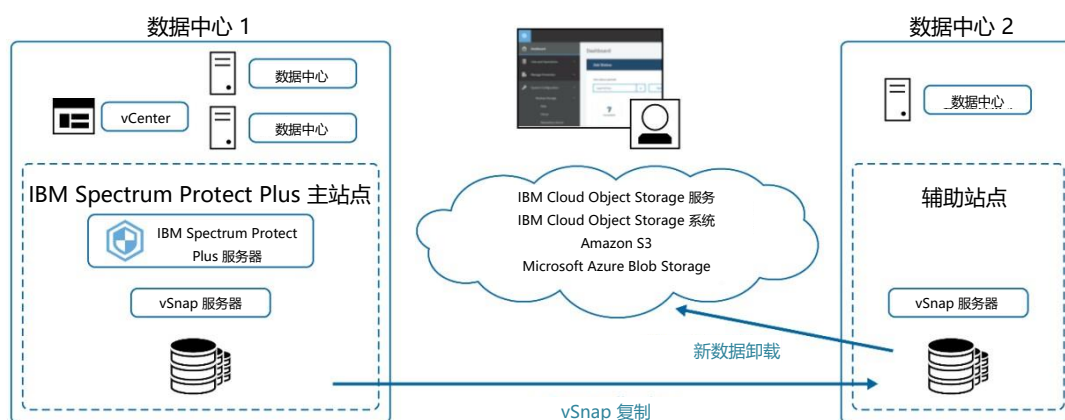 数据中心 1
数据中心
vCenter
数据中心
IBM Spectrum Protect Plus 主站点
IBM Spectrum Protect
Plus 服务器
vSnap 服务器
Dashboard
Dashboard
IBM Cloud Object Storage 服务
IBM Cloud Object Storage 系统
Amazon S3
Microsoft Azure Blob Storage
新数据卸载
vSnap 复制
数据中心 2
数据中心
辅助站点
vSnap 服务器